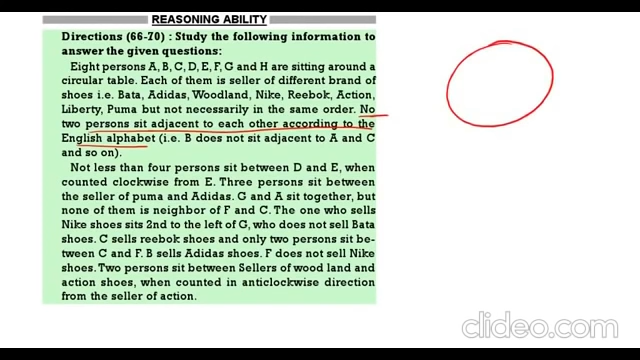 REASONING ABILITY
Directions (66-70) : Study the following information to
answer the given questions:
Eight persons A, B, C, D, E, F, G and H are sitting around a
circular table. Each of them is seller of different brand of
shoes i.e. Bata, Adidas, Woodland, Nike, Reebok, Action,
Liberty, Puma but not necessarily in the same order. No
two persons sit adjacent to each other according to the
English alphabet (i.e. B does not sit adjacent to A and C
and so on).
Not less than four persons sit between D and E, when
counted clockwise from E. Three persons sit between
the seller of puma and Adidas. G and A sit together, but
none of them is neighbor of F and C. The one who sells
Nike shoes sits 2nd to the left of G, who does not sell Bata
shoes. C sells reebok shoes and only two persons sit be-
tween C and F. B sells Adidas shoes. F does not sell Nike
shoes. Two persons sit between Sellers of wood land and
action shoes, when counted in anticlockwise direction
from the seller of action.
clideo.com